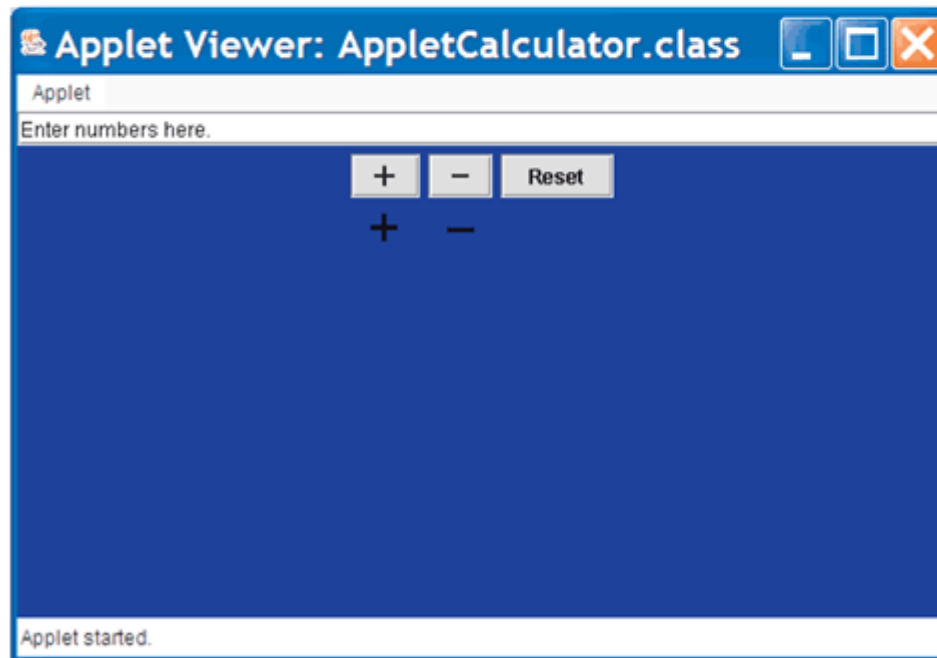 Applet Viewer: AppletCalculator.class
Applet
Enter numbers here.
+ − Reset
+ −
Applet started.